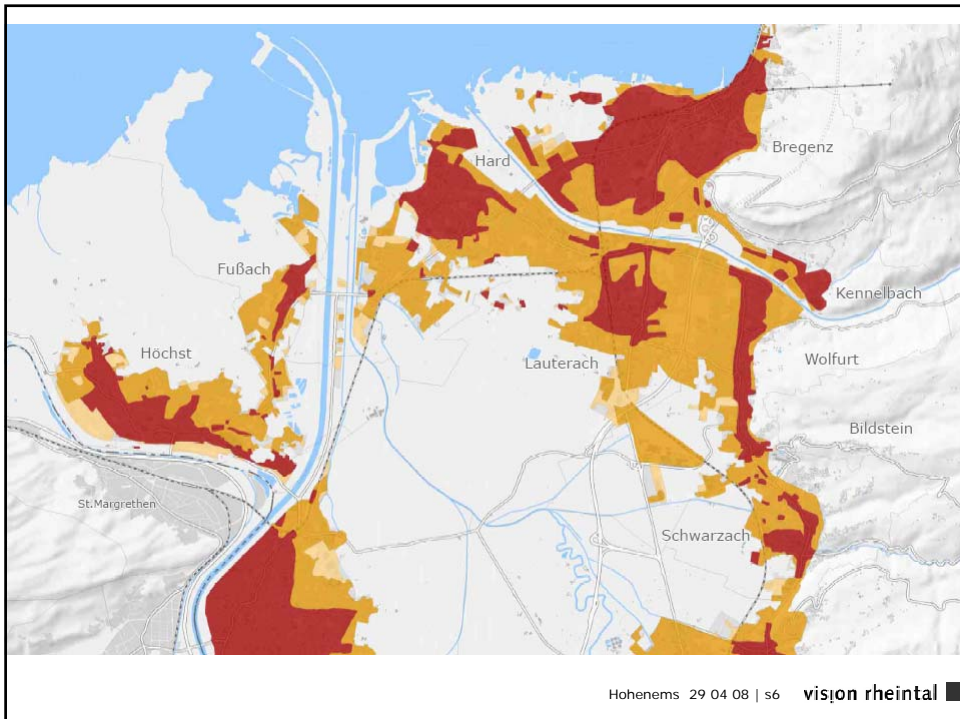 Bregenz
Hard
Fußach
Kennelbach
Höchst
Lauterach
Wolfurt
Bildstein
St.Margrethen
Schwarzach
Hohenems 29 04 08 | s6 vision rheintal